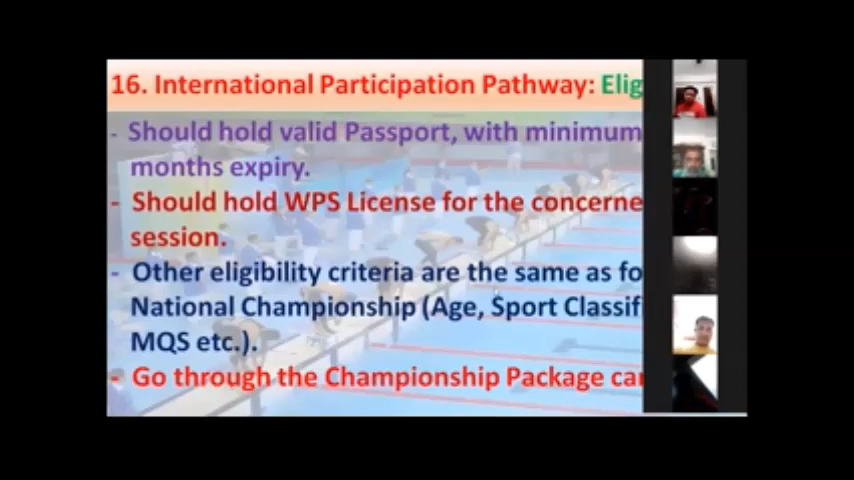 16. International Participation Pathway: Elig
- Should hold valid Passport, with minimum
months expiry.
- Should hold WPS License for the concerne
session.
- Other eligibility criteria are the same as fo
National Championship (Age, Sport Classif
MQS etc.).
- Go through the Championship Package car